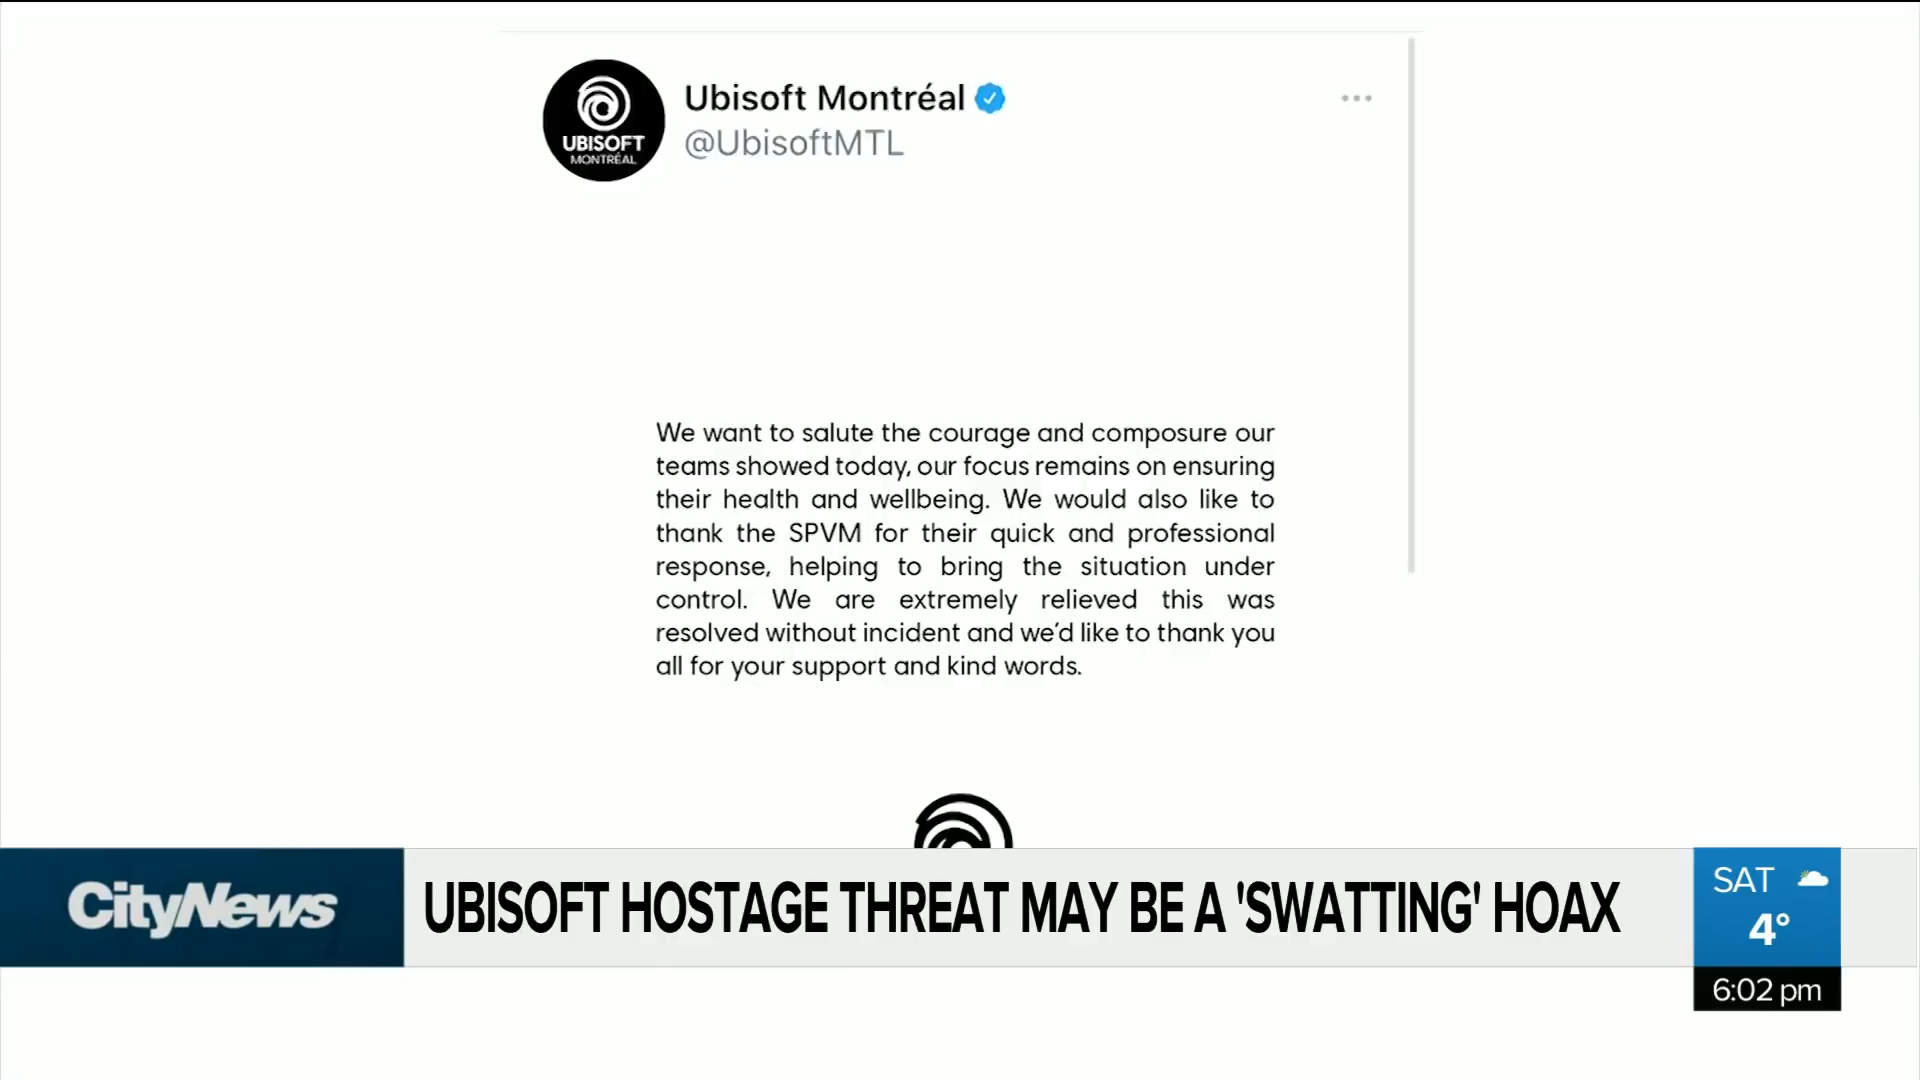 Ubisoft Montréal
@UbisoftMTL
UBISOFT
MONTRÉAL
We want to salute the courage and composure our
teams showed today, our focus remains on ensuring
their health and wellbeing. We would also like to
thank the SPVM for their quick and professional
response, helping to bring the situation under
control. We are extremely relieved this was
resolved without incident and we’d like to thank you
all for your support and kind words.
CityNews
UBISOFT HOSTAGE THREAT MAY BE A 'SWATTING' HOAX
SAT
4°
6:02 pm